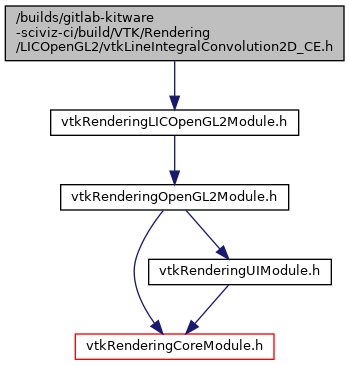 /builds/gitlab-kitware
-sciviz-ci/build/VTK/Rendering
/LICOpenGL2/vtkLineIntegralConvolution2D_CE.h
vtkRenderingLICOpenGL2Module.h
vtkRenderingOpenGL2Module.h
vtkRenderingUIModule.h
vtkRenderingCoreModule.h